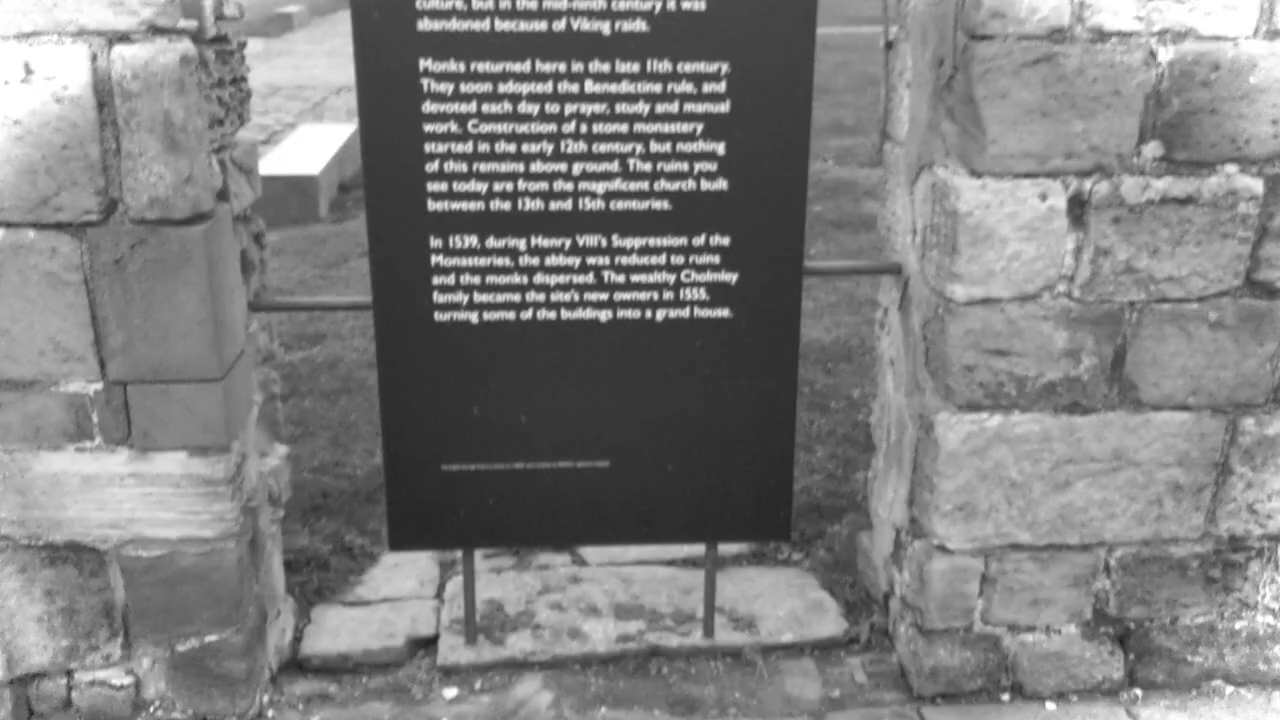 culture, but in the mid-ninth century it was
abandoned because of Viking raids.
Monks returned here in the late 11th century.
They soon adopted the Benedictine rule, and
devoted each day to prayer, study and manual
work. Construction of a stone monastery
started in the early 12th century, but nothing
of this remains above ground. The ruins you
see today are from the magnificent church built
between the 13th and 15th centuries.
In 1539, during Henry VIII's Suppression of the
Monasteries, the abbey was reduced to ruins
and the monks dispersed. The wealthy Cholmley
family became the site's new owners in 1555,
turning some of the buildings into a grand house.